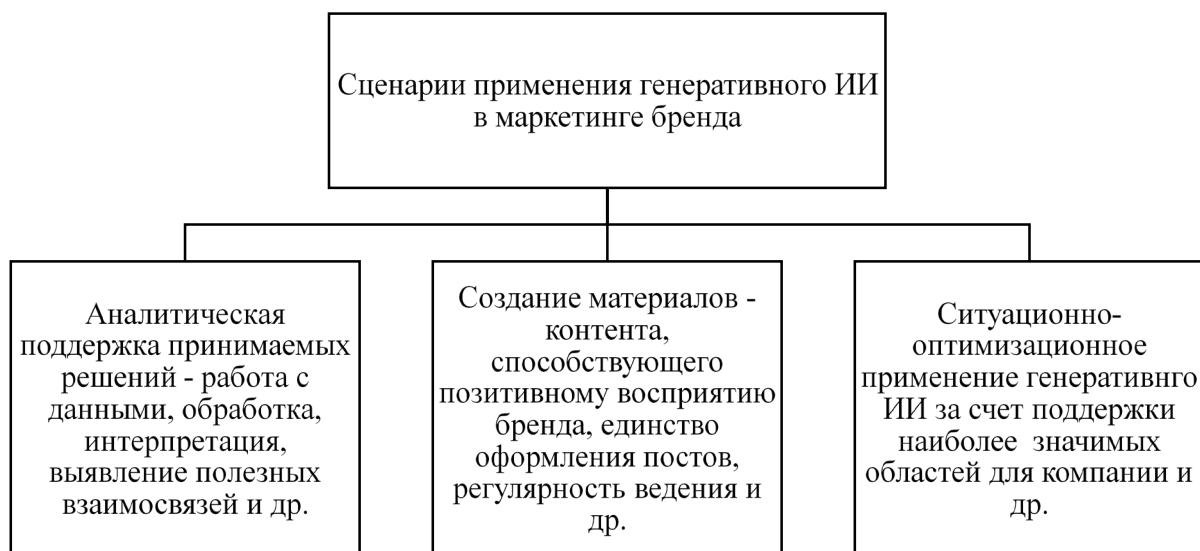 Сценарии применения генеративного ИИ
в маркетинге бренда
Аналитическая
поддержка принимаемых
решений - работа с
данными, обработка,
интерпретация,
выявление полезных
взаимосвязей и др.
Создание материалов -
контента,
способствующего
позитивному восприятию
бренда, единство
оформления постов,
регулярность ведения и
др.
Ситуационно-
оптимизационное
применение генеративнго
ИИ за счет поддержки
наиболее значимых
областей для компании и
др.